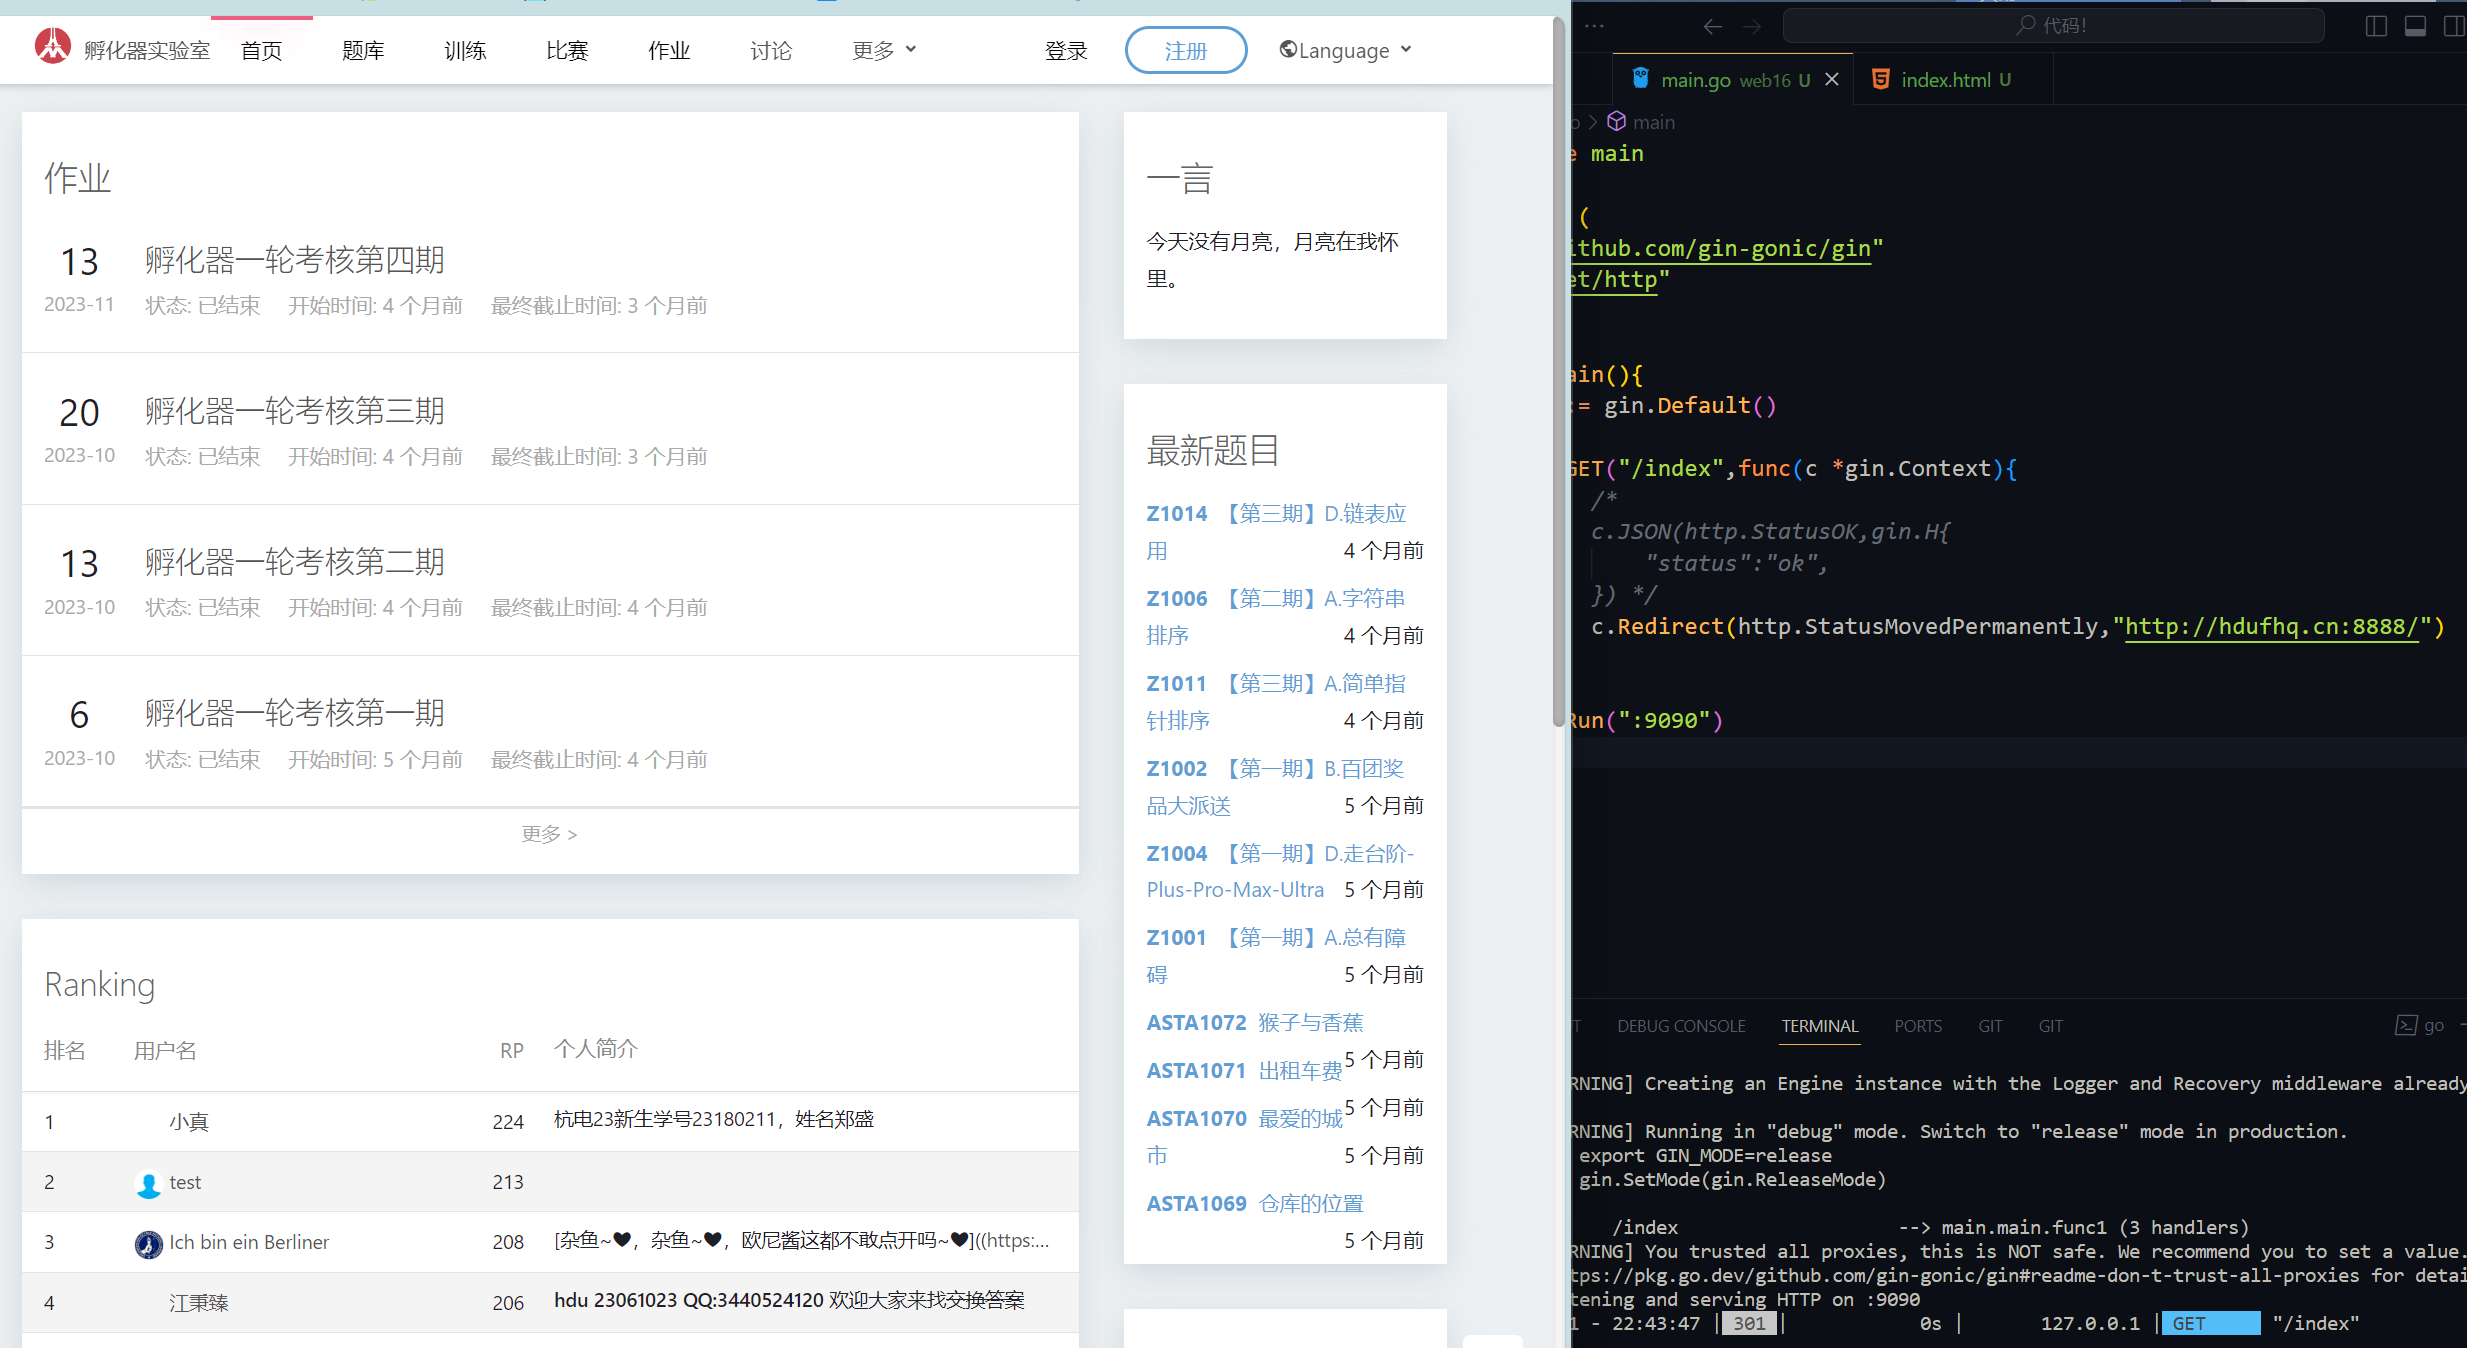 孵化器实验室 首页 题库 训练 比赛 作业 讨论 更多 登录 注册 Language
作业
13 孵化器一轮考核第四期
2023-11 状态: 已结束 开始时间: 4 个月前 最终截止时间: 3 个月前
20 孵化器一轮考核第三期
2023-10 状态: 已结束 开始时间: 4 个月前 最终截止时间: 3 个月前
13 孵化器一轮考核第二期
2023-10 状态: 已结束 开始时间: 4 个月前 最终截止时间: 4 个月前
6 孵化器一轮考核第一期
2023-10 状态: 已结束 开始时间: 5 个月前 最终截止时间: 4 个月前
更多 >
Ranking
排名 用户名 RP 个人简介
1 小真 224 杭电23新生学号23180211，姓名郑盛
2 test 213
3 Ich bin ein Berliner 208 [杂鱼~♥，杂鱼~♥，欧尼酱这都不敢点开吗~♥]((https:...
4 江秉臻 206 hdu 23061023 QQ:3440524120 欢迎大家来找交换答案
一言
今天没有月亮，月亮在我怀
里。
最新题目
Z1014 【第三期】D.链表应
用 4 个月前
Z1006 【第二期】A.字符串
排序 4 个月前
Z1011 【第三期】A.简单指
针排序 4 个月前
Z1002 【第一期】B.百团奖
品大派送 5 个月前
Z1004 【第一期】D.走台阶-
Plus-Pro-Max-Ultra 5 个月前
Z1001 【第一期】A.总有障
碍 5 个月前
ASTA1072 猴子与香蕉
5 个月前
ASTA1071 出租车费
5 个月前
ASTA1070 最爱的城
市 5 个月前
ASTA1069 仓库的位置
5 个月前
代码!
main.go web16 U index.html U
o > main
e main
(
ithub.com/gin-gonic/gin"
et/http"
ain(){
:= gin.Default()
GET("/index",func(c *gin.Context){
/*
c.JSON(http.StatusOK,gin.H{
"status":"ok",
}) */
c.Redirect(http.StatusMovedPermanently,"http://hdufhq.cn:8888/")
Run(":9090")
T DEBUG CONSOLE TERMINAL PORTS GIT GIT go
RNING] Creating an Engine instance with the Logger and Recovery middleware already
RNING] Running in "debug" mode. Switch to "release" mode in production.
export GIN_MODE=release
gin.SetMode(gin.ReleaseMode)
/index --> main.main.func1 (3 handlers)
RNING] You trusted all proxies, this is NOT safe. We recommend you to set a value.
tps://pkg.go.dev/github.com/gin-gonic/gin#readme-don-t-trust-all-proxies for detai
tening and serving HTTP on :9090
1 - 22:43:47 | 301 | 0s | 127.0.0.1 | GET "/index"